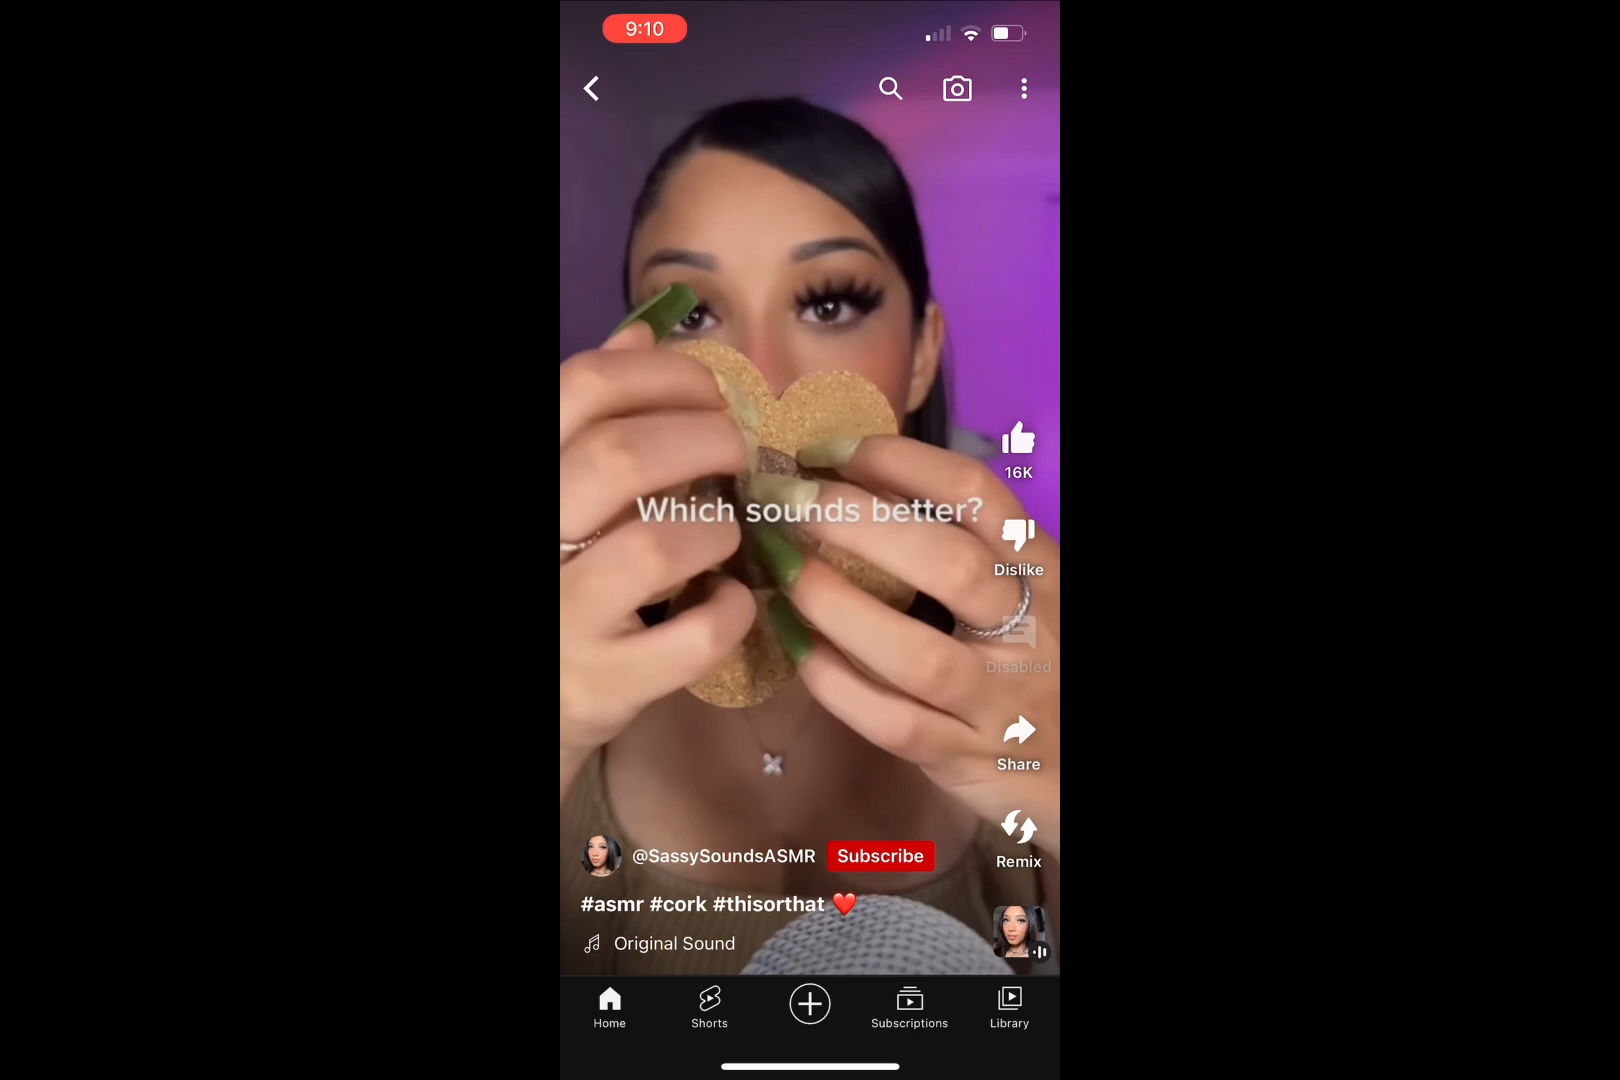 9:10
Which sounds better?
16K
Dislike
Disabled
Share
Remix
@SassySoundsASMR Subscribe
#asmr #cork #thisorthat ❤️
Original Sound
Home Shorts Subscriptions Library